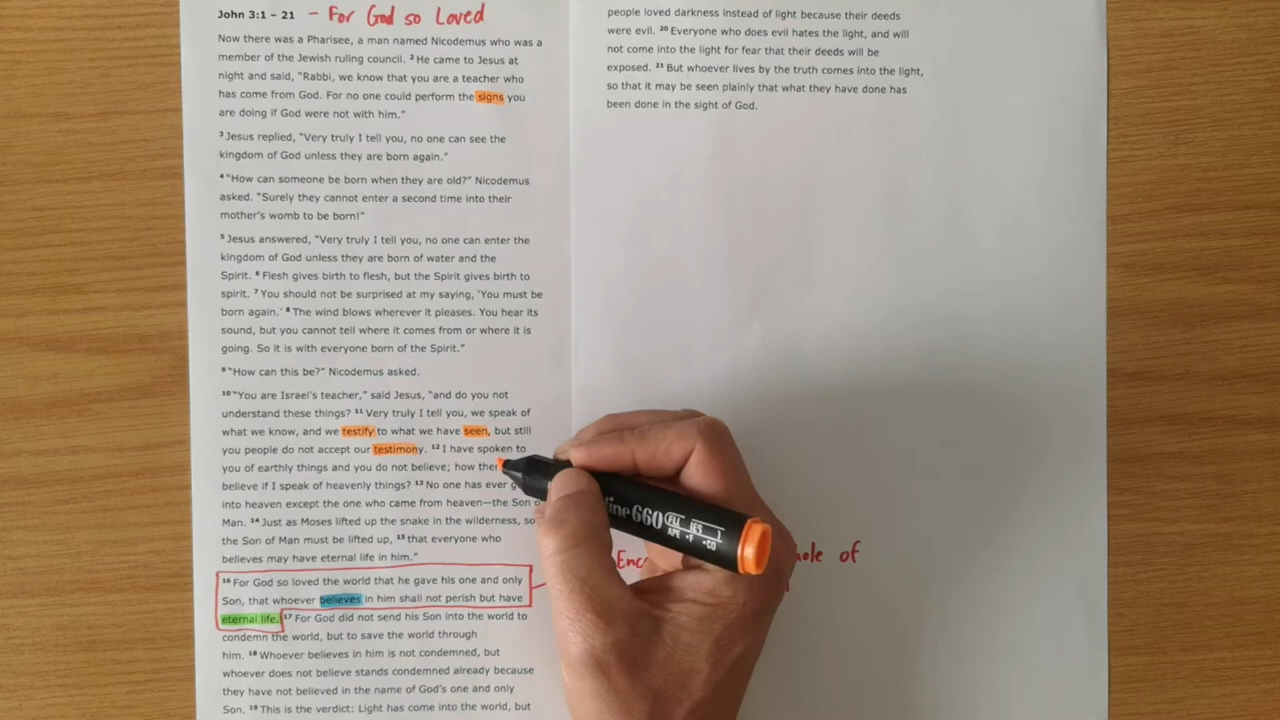 John 3:1 – 21 - For God so Loved
Now there was a Pharisee, a man named Nicodemus who was a
member of the Jewish ruling council. ² He came to Jesus at
night and said, "Rabbi, we know that you are a teacher who
has come from God. For no one could perform the signs you
are doing if God were not with him."
³ Jesus replied, "Very truly I tell you, no one can see the
kingdom of God unless they are born again."
⁴ "How can someone be born when they are old?" Nicodemus
asked. "Surely they cannot enter a second time into their
mother's womb to be born!"
⁵ Jesus answered, "Very truly I tell you, no one can enter the
kingdom of God unless they are born of water and the
Spirit. ⁶ Flesh gives birth to flesh, but the Spirit gives birth to
spirit. ⁷ You should not be surprised at my saying, 'You must be
born again.' ⁸ The wind blows wherever it pleases. You hear its
sound, but you cannot tell where it comes from or where it is
going. So it is with everyone born of the Spirit."
⁹ "How can this be?" Nicodemus asked.
¹⁰ "You are Israel's teacher," said Jesus, "and do you not
understand these things? ¹¹ Very truly I tell you, we speak of
what we know, and we testify to what we have seen, but still
you people do not accept our testimony. ¹² I have spoken to
you of earthly things and you do not believe; how then
believe if I speak of heavenly things? ¹³ No one has ever
into heaven except the one who came from heaven—the Son
Man. ¹⁴ Just as Moses lifted up the snake in the wilderness, so
the Son of Man must be lifted up, ¹⁵ that everyone who
believes may have eternal life in him."
¹⁶ For God so loved the world that he gave his one and only
Son, that whoever believes in him shall not perish but have
eternal life. ¹⁷ For God did not send his Son into the world to
condemn the world, but to save the world through
him. ¹⁸ Whoever believes in him is not condemned, but
whoever does not believe stands condemned already because
they have not believed in the name of God's one and only
Son. ¹⁹ This is the verdict: Light has come into the world, but
people loved darkness instead of light because their deeds
were evil. ²⁰ Everyone who does evil hates the light, and will
not come into the light for fear that their deeds will be
exposed. ²¹ But whoever lives by the truth comes into the light,
so that it may be seen plainly that what they have done has
been done in the sight of God.
line 660
of